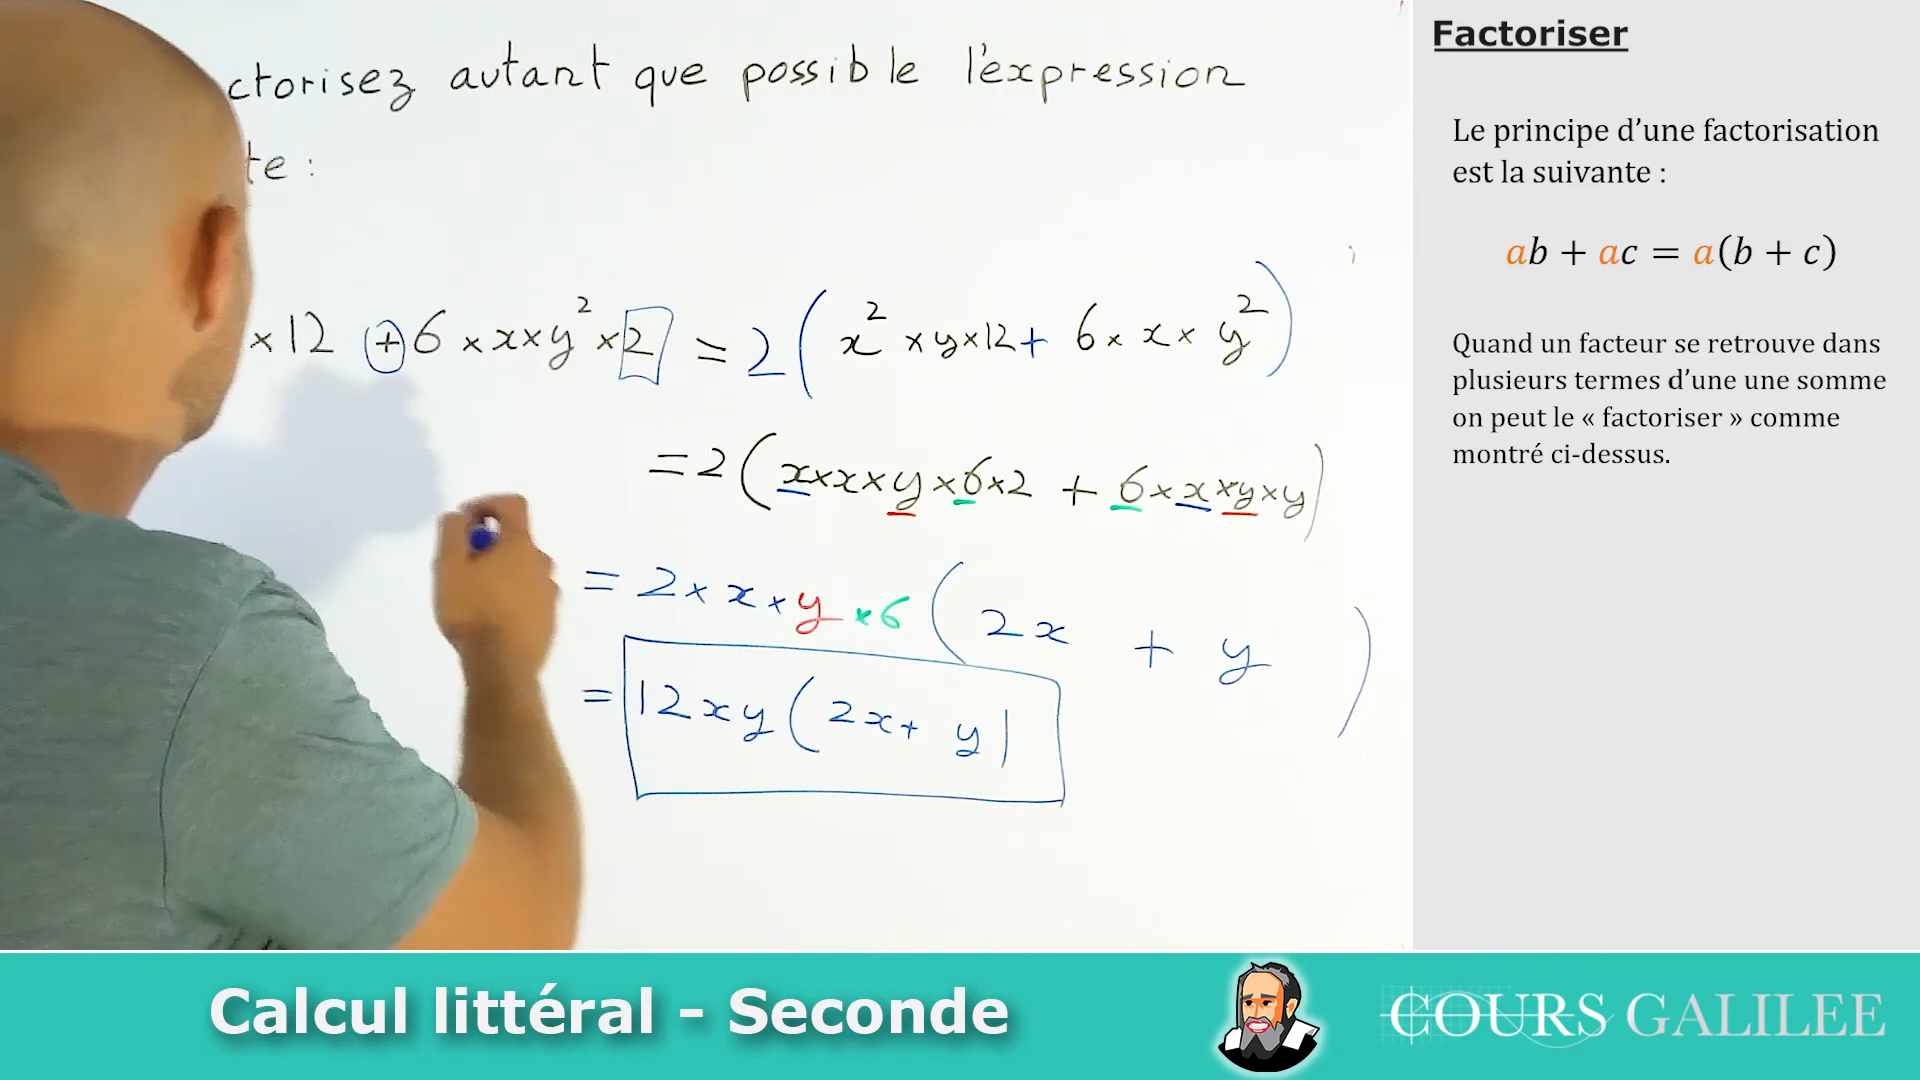 ctorisez autant que possible l'expression
te :
×12 + 6 × x × y² × 2 = 2 ( x² × y × 12 + 6 × x × y² )
= 2 ( x × x × y × 6 × 2 + 6 × x × y × y )
= 2 × x × y × 6 ( 2x + y )
= 12xy ( 2x + y )
Factoriser
Le principe d’une factorisation
est la suivante :
ab + ac = a(b + c)
Quand un facteur se retrouve dans
plusieurs termes d’une une somme
on peut le « factoriser » comme
montré ci-dessus.
Calcul littéral - Seconde
COURS GALILEE